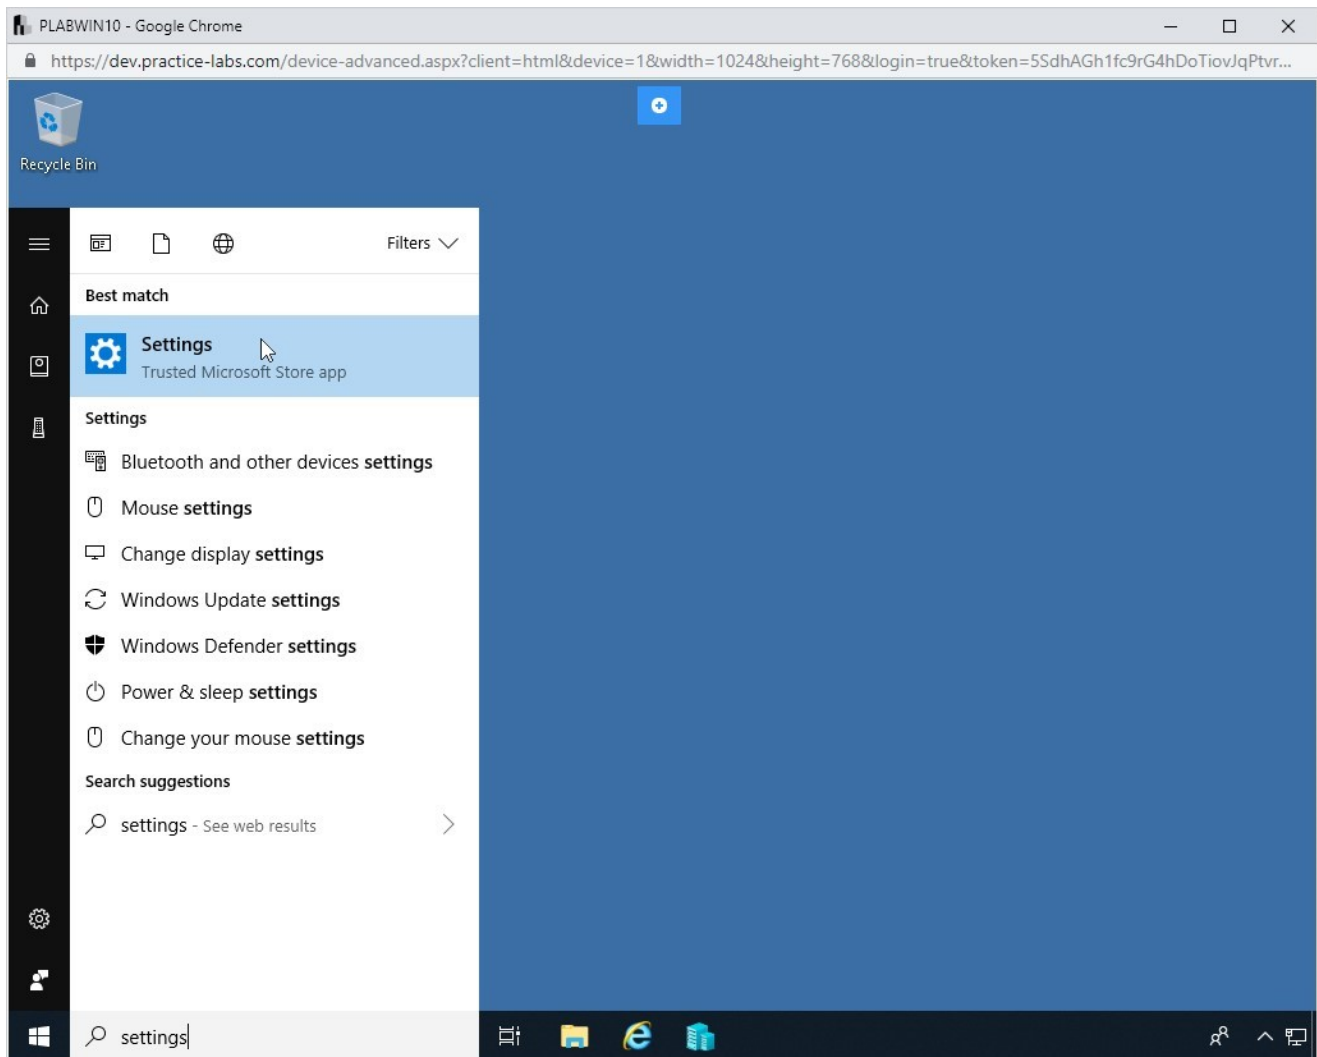 PLABWIN10 - Google Chrome
https://dev.practice-labs.com/device-advanced.aspx?client=html&device=1&width=1024&height=768&login=true&token=5SdhAGh1fc9rG4hDoTiovJqPtvr...
Recycle Bin
Filters
Best match
Settings
Trusted Microsoft Store app
Settings
Bluetooth and other devices settings
Mouse settings
Change display settings
Windows Update settings
Windows Defender settings
Power & sleep settings
Change your mouse settings
Search suggestions
settings - See web results
settings